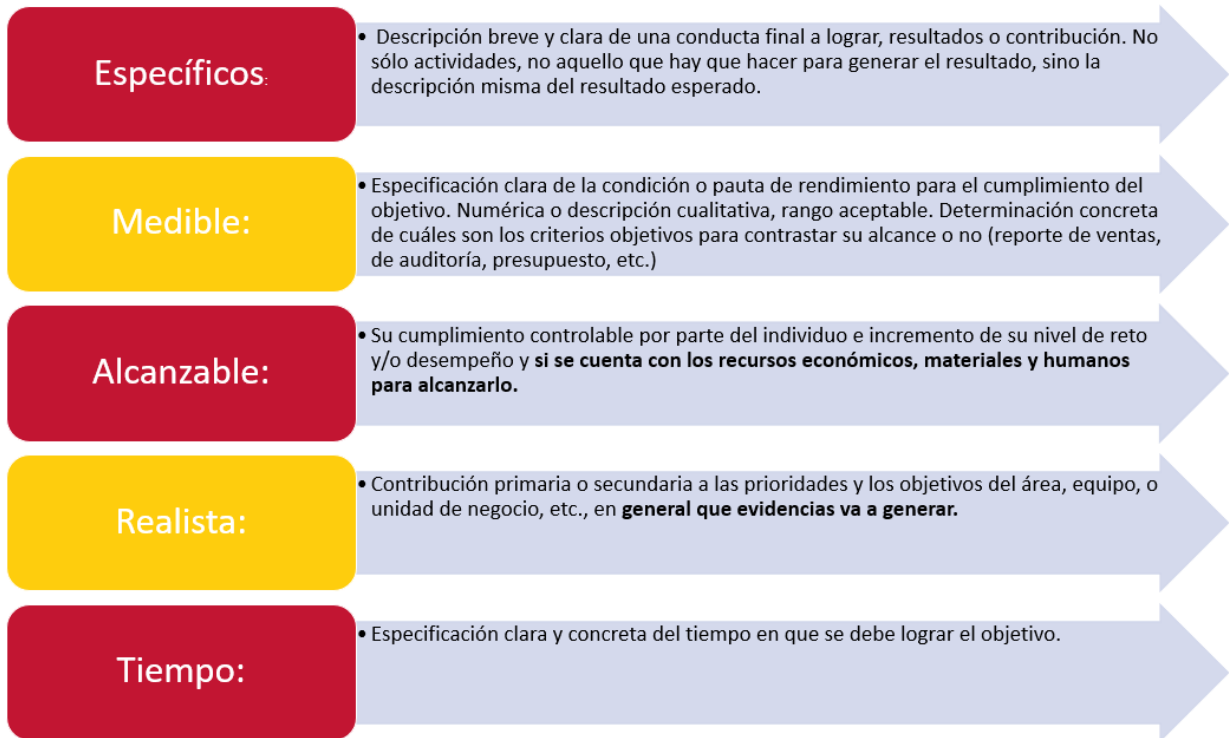 Específicos:
• Descripción breve y clara de una conducta final a lograr, resultados o contribución. No
sólo actividades, no aquello que hay que hacer para generar el resultado, sino la
descripción misma del resultado esperado.
Medible:
• Especificación clara de la condición o pauta de rendimiento para el cumplimiento del
objetivo. Numérica o descripción cualitativa, rango aceptable. Determinación concreta
de cuáles son los criterios objetivos para contrastar su alcance o no (reporte de ventas,
de auditoría, presupuesto, etc.)
Alcanzable:
• Su cumplimiento controlable por parte del individuo e incremento de su nivel de reto
y/o desempeño y si se cuenta con los recursos económicos, materiales y humanos
para alcanzarlo.
Realista:
• Contribución primaria o secundaria a las prioridades y los objetivos del área, equipo, o
unidad de negocio, etc., en general que evidencias va a generar.
Tiempo:
• Especificación clara y concreta del tiempo en que se debe lograr el objetivo.